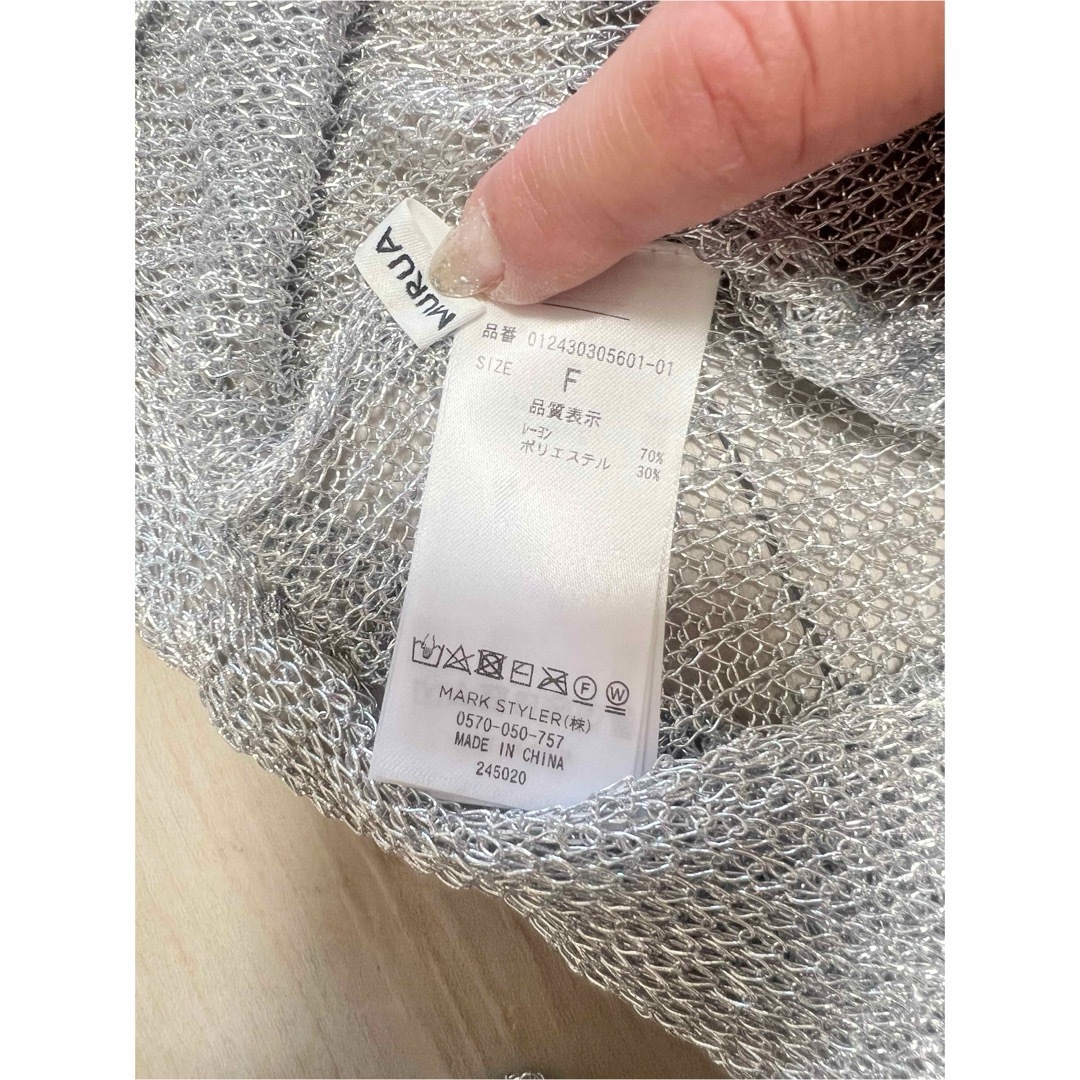 MURUA
品番 012430305601-01
SIZE F
品質表示
ﾚｰﾖﾝ 70%
ポリエステル 30%
F W
MARK STYLER(株)
0570-050-757
MADE IN CHINA
245020